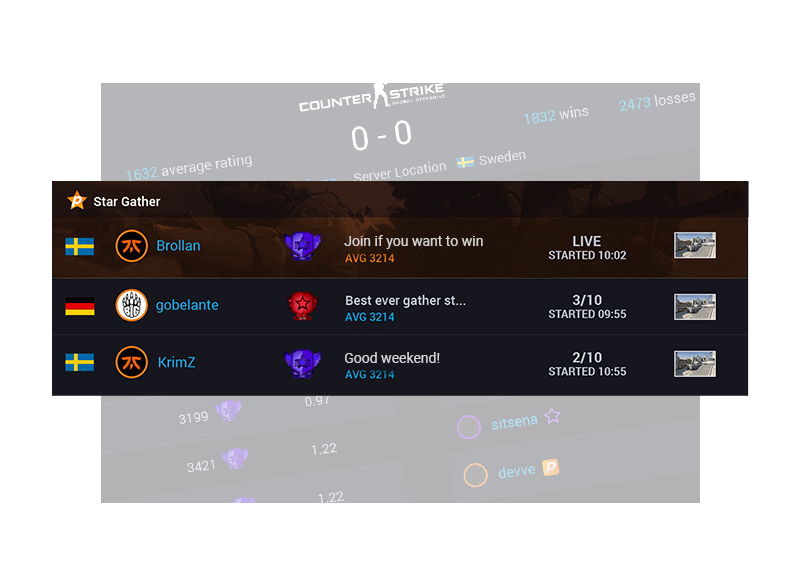 COUNTER STRIKE
GLOBAL OFFENSIVE
0 - 0
1832 wins
2473 losses
1632 average rating
Server Location
Sweden
P Star Gather
Brollan
Join if you want to win
AVG 3214
LIVE
STARTED 10:02
gobelante
Best ever gather st...
AVG 3214
3/10
STARTED 09:55
KrimZ
Good weekend!
AVG 3214
2/10
STARTED 10:55
3199
0.97
sitsena
3421
1.22
devve P
1.22